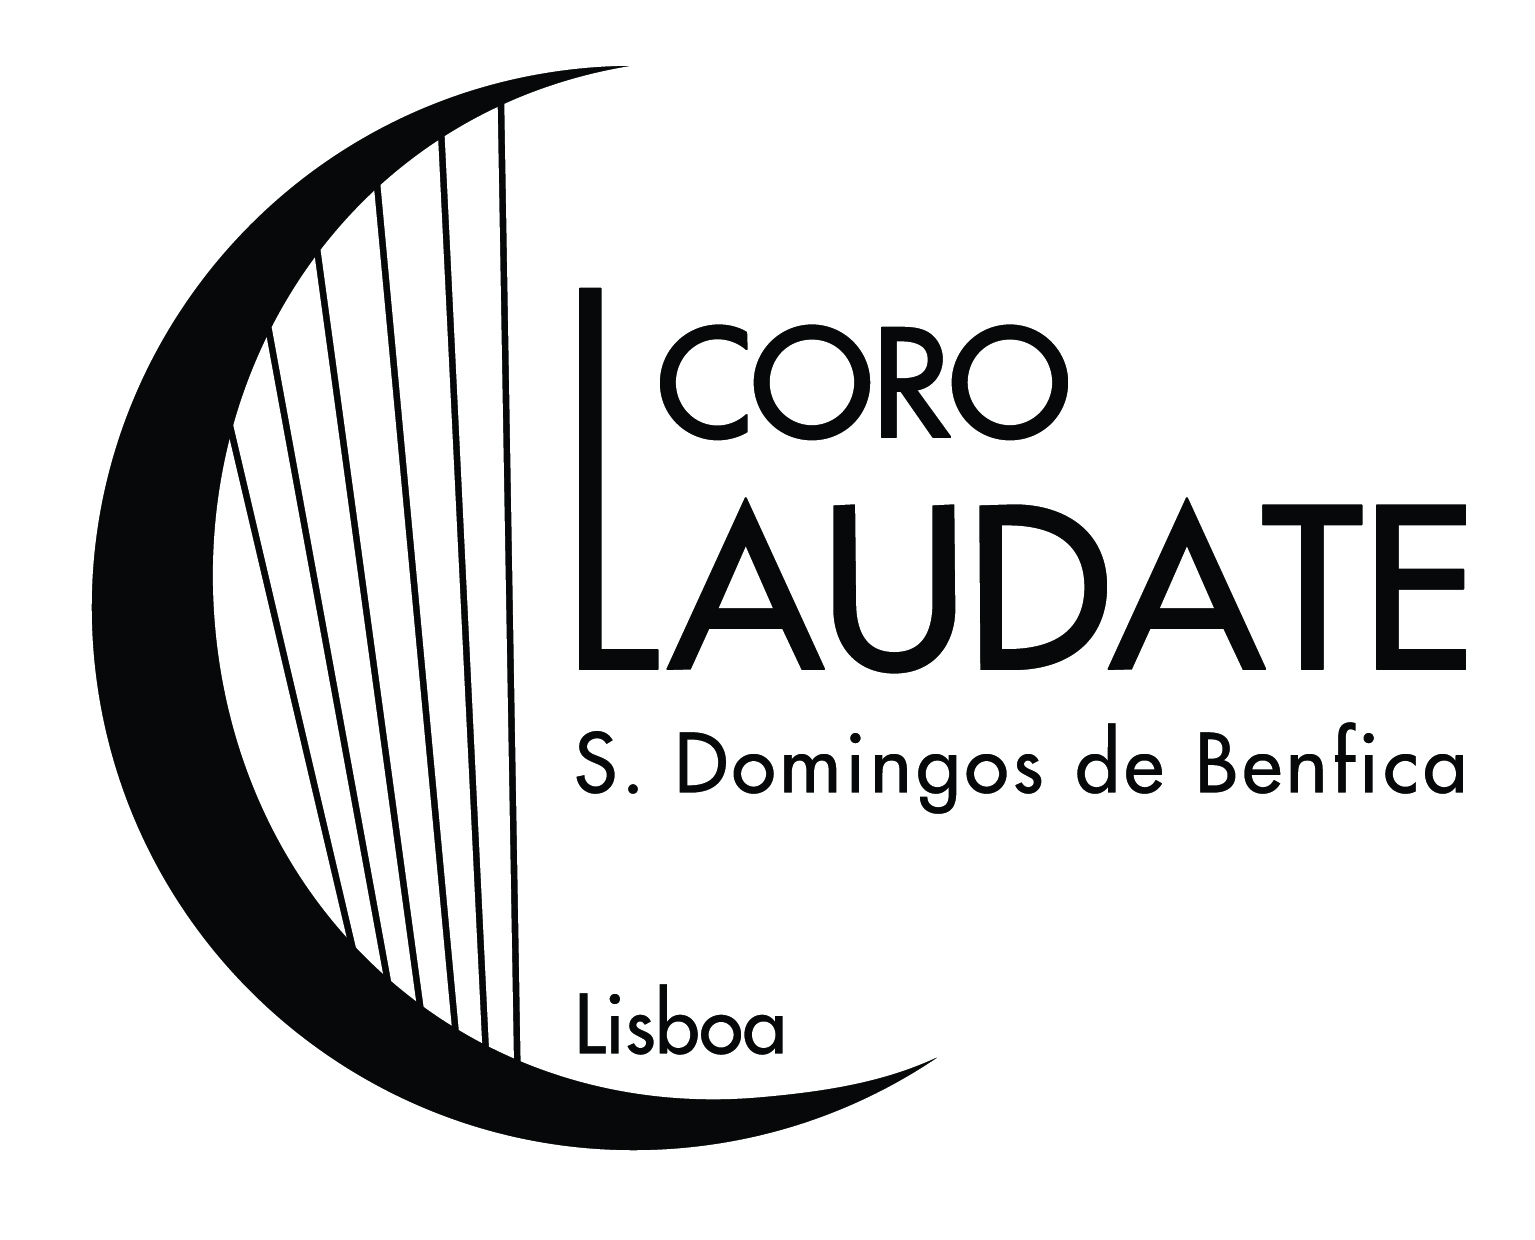 CORO
LAUDATE
S. Domingos de Benfica
Lisboa